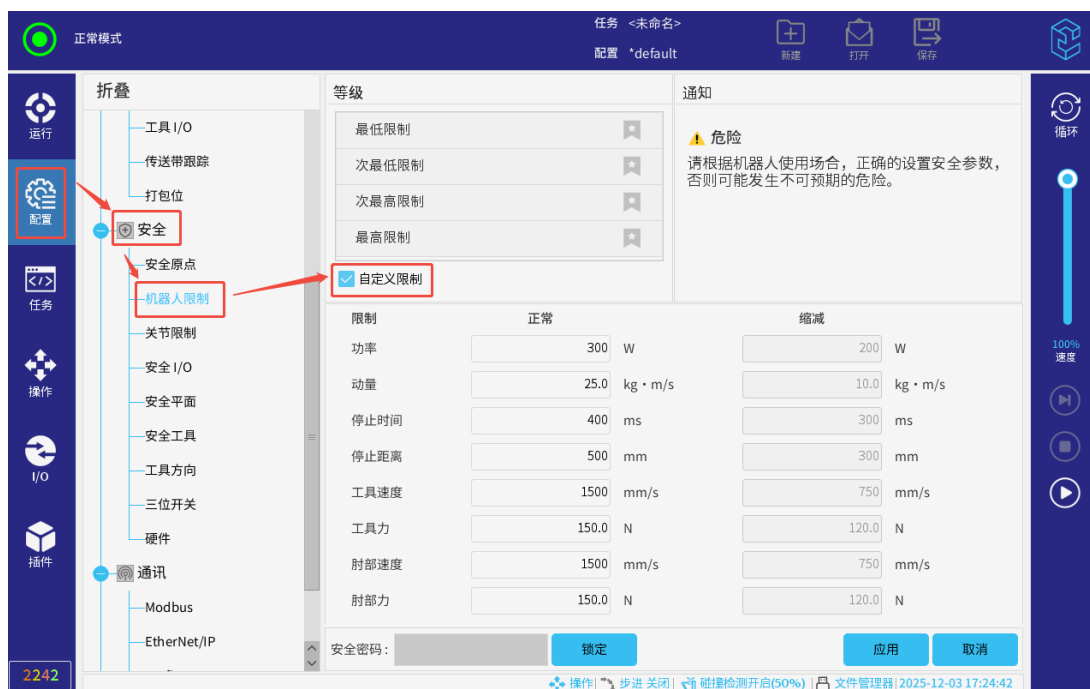 正常模式
任务 <未命名>
配置 *default
新建
打开
保存
运行
配置
任务
操作
I/O
插件
2242
折叠
工具 I/O
传送带跟踪
打包位
安全
安全原点
机器人限制
关节限制
安全 I/O
安全平面
安全工具
工具方向
三位开关
硬件
通讯
Modbus
EtherNet/IP
等级
最低限制
次最低限制
次最高限制
最高限制
自定义限制
通知
危险
请根据机器人使用场合，正确的设置安全参数，
否则可能发生不可预期的危险。
限制 正常 缩减
功率 300 W 200 W
动量 25.0 kg·m/s 10.0 kg·m/s
停止时间 400 ms 300 ms
停止距离 500 mm 300 mm
工具速度 1500 mm/s 750 mm/s
工具力 150.0 N 120.0 N
肘部速度 1500 mm/s 750 mm/s
肘部力 150.0 N 120.0 N
安全密码： 锁定 应用 取消
操作| 步进 关闭| 碰撞检测开启(50%) | 文件管理器| 2025-12-03 17:24:42
循环
100%
速度